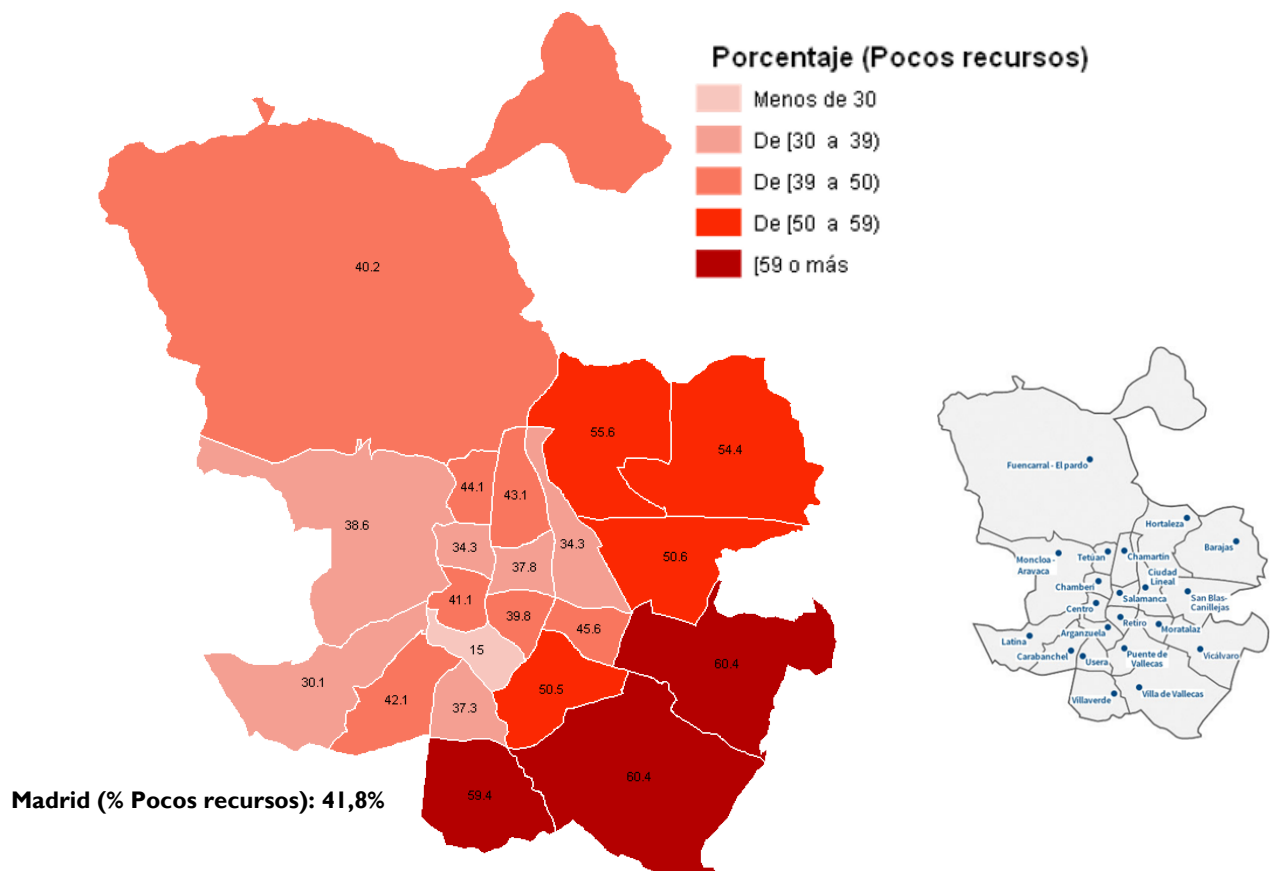 Porcentaje (Pocos recursos)
Menos de 30
De [30 a 39)
De [39 a 50)
De [50 a 59)
[59 o más
40.2
55.6
54.4
44.1
43.1
38.6
34.3
34.3
37.8
50.6
41.1
39.8
45.6
15
60.4
30.1
42.1
37.3
50.5
60.4
59.4
Madrid (% Pocos recursos): 41,8%
Fuencarral - El pardo
Hortaleza
Barajas
Moncloa -
Aravaca
Tetúan
Chamartín
Ciudad
Lineal
Chamberí
Salamanca
San Blas-
Canillejas
Centro
Retiro
Moratalaz
Arganzuela
Latina
Carabanchel
Usera
Puente de
Vallecas
Vicálvaro
Villaverde
Villa de Vallecas